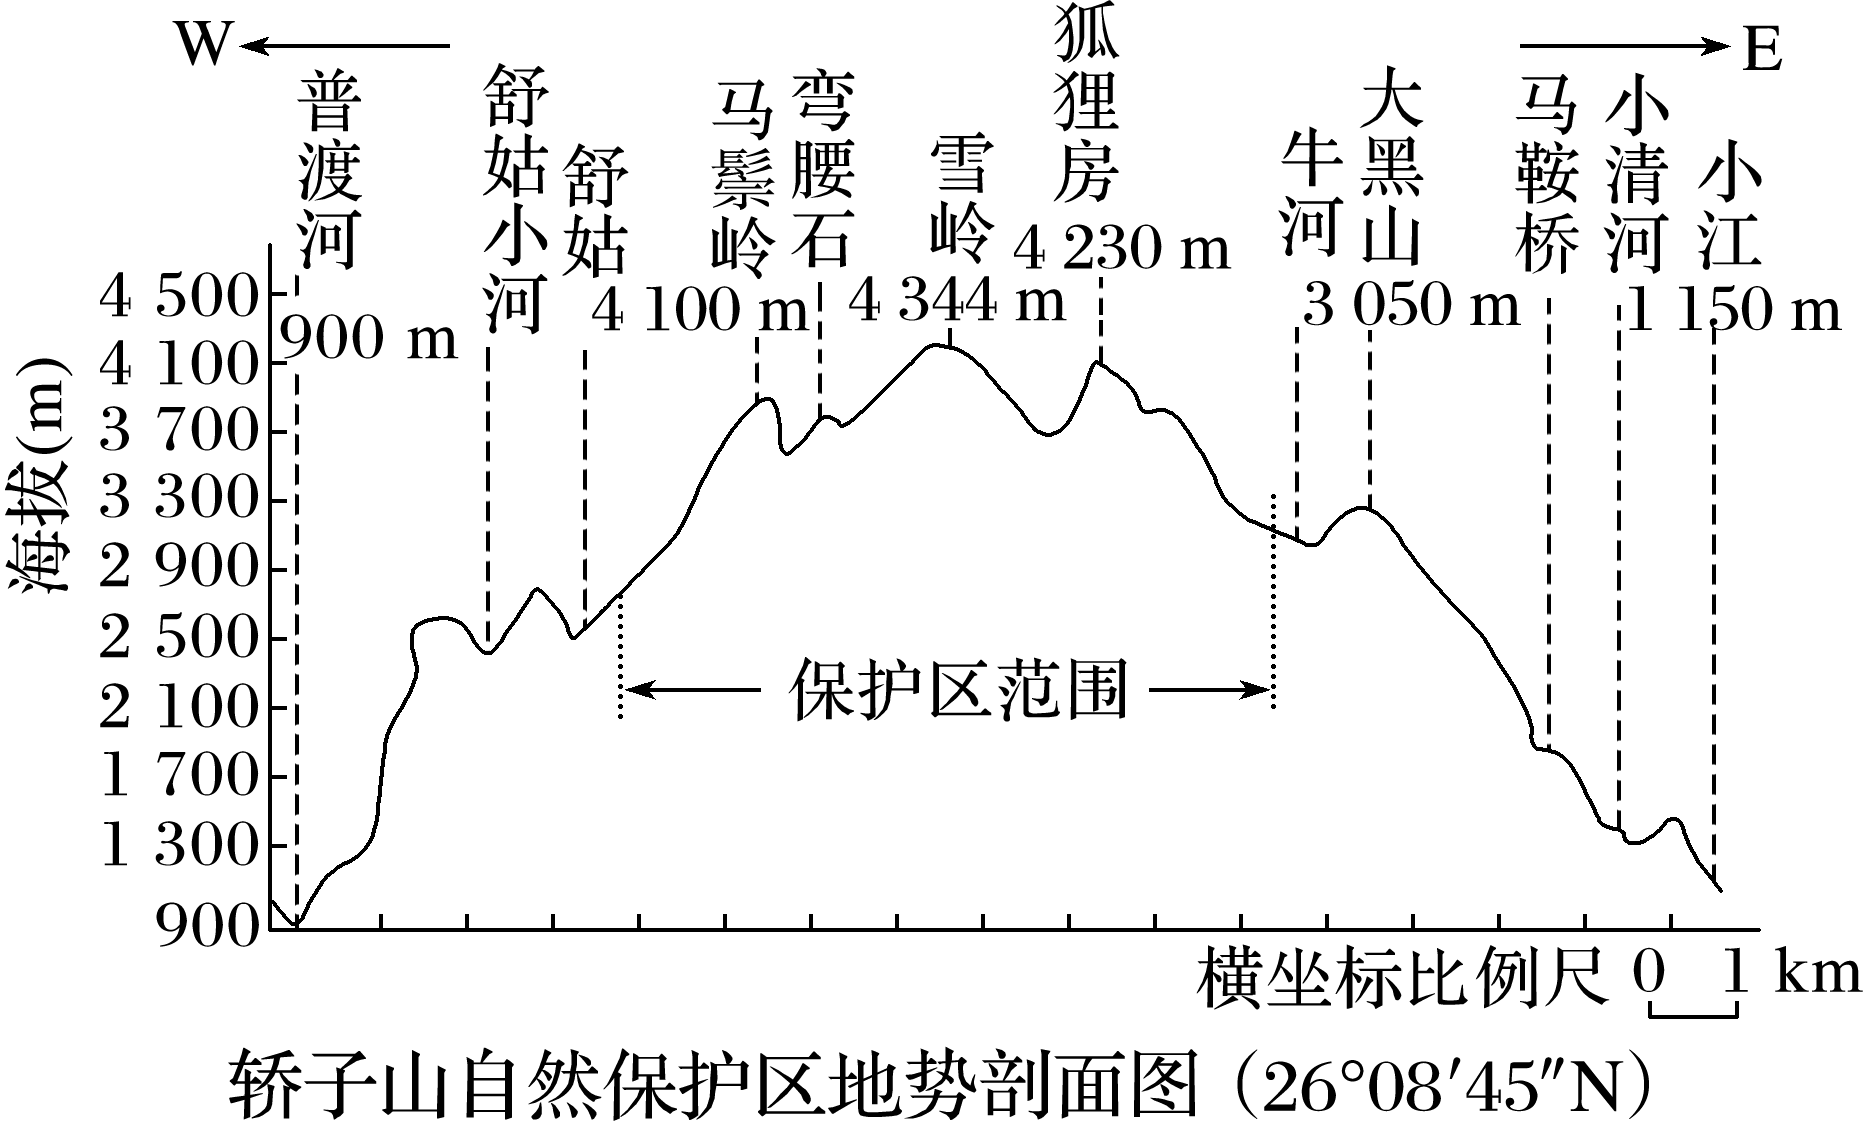 W
E
普渡河
900 m
舒姑小河
舒姑
马鬃岭
4 100 m
弯腰石
雪岭
4 344 m
狐狸房
4 230 m
牛河
大黑山
3 050 m
马鞍桥
小清河
小江
1 150 m
海拔(m)
4 500
4 100
3 700
3 300
2 900
2 500
2 100
1 700
1 300
900
保护区范围
横坐标比例尺 0 1 km
轿子山自然保护区地势剖面图（26°08′45″N）